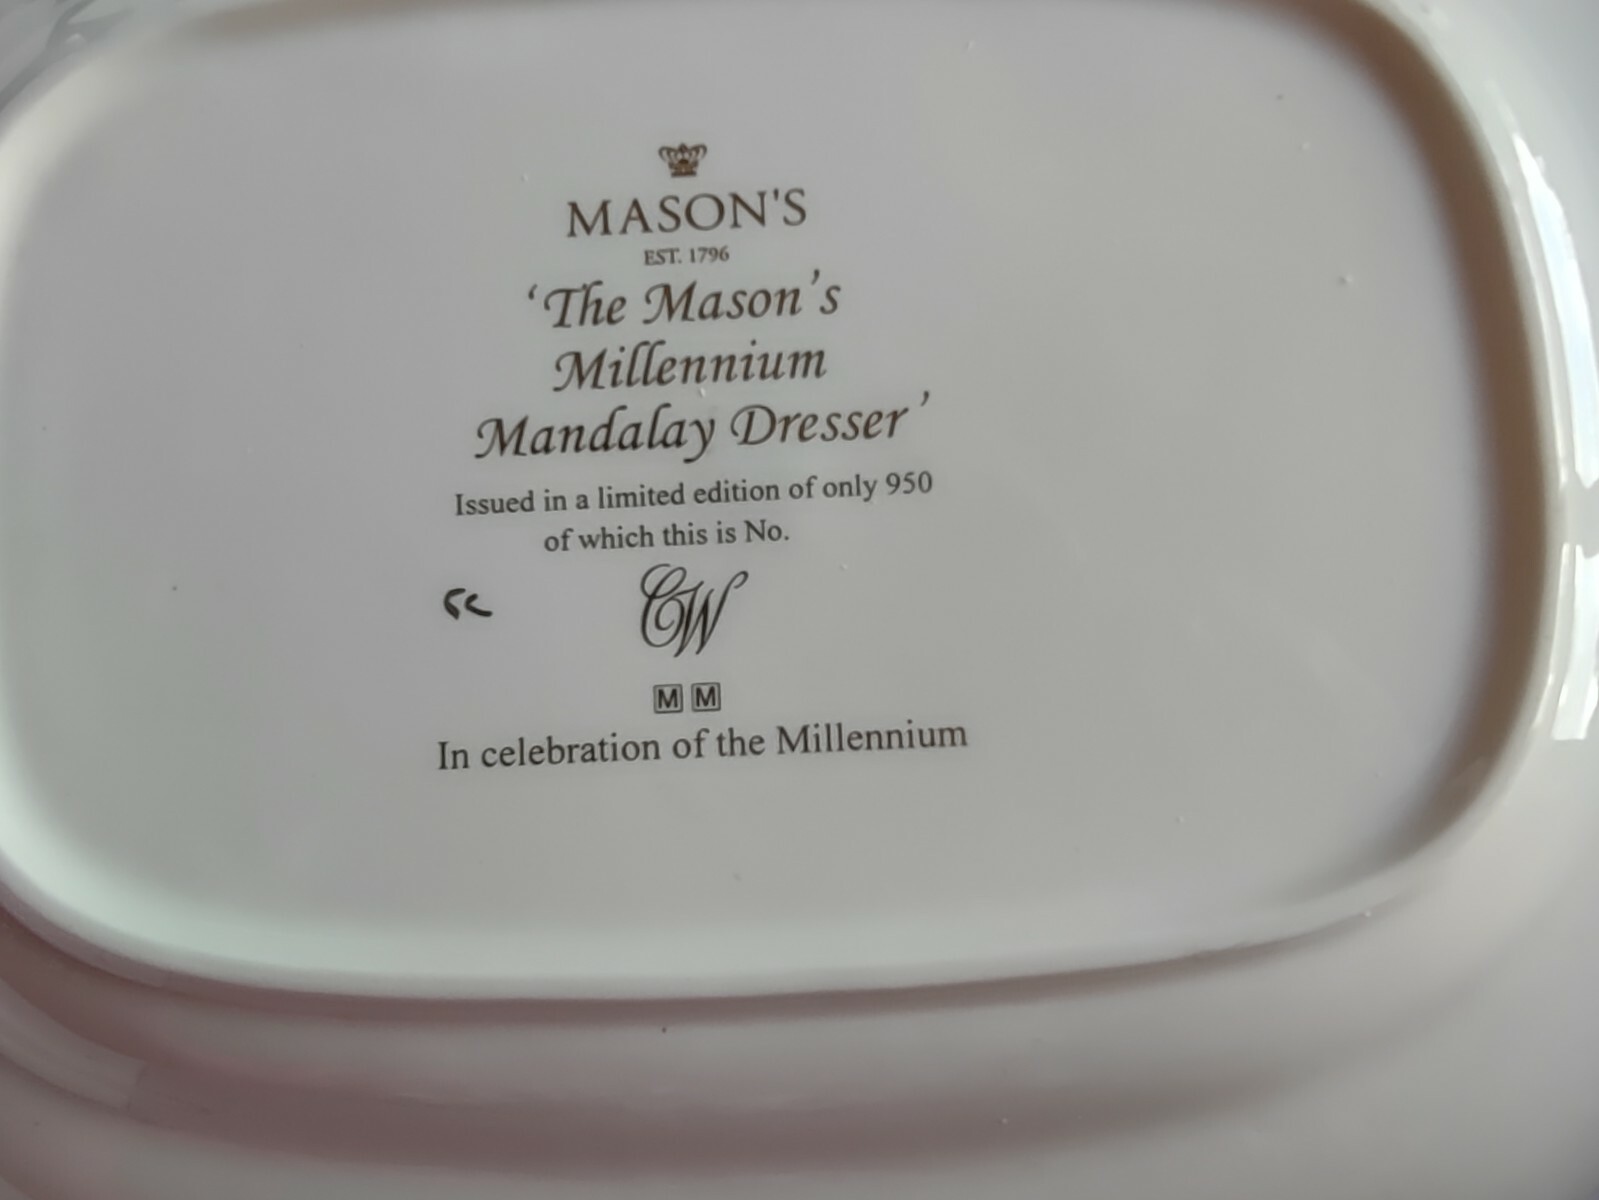 MASON'S
EST. 1796
‘The Mason’s
Millennium
Mandalay Dresser’
Issued in a limited edition of only 950
of which this is No.
CW
M M
In celebration of the Millennium